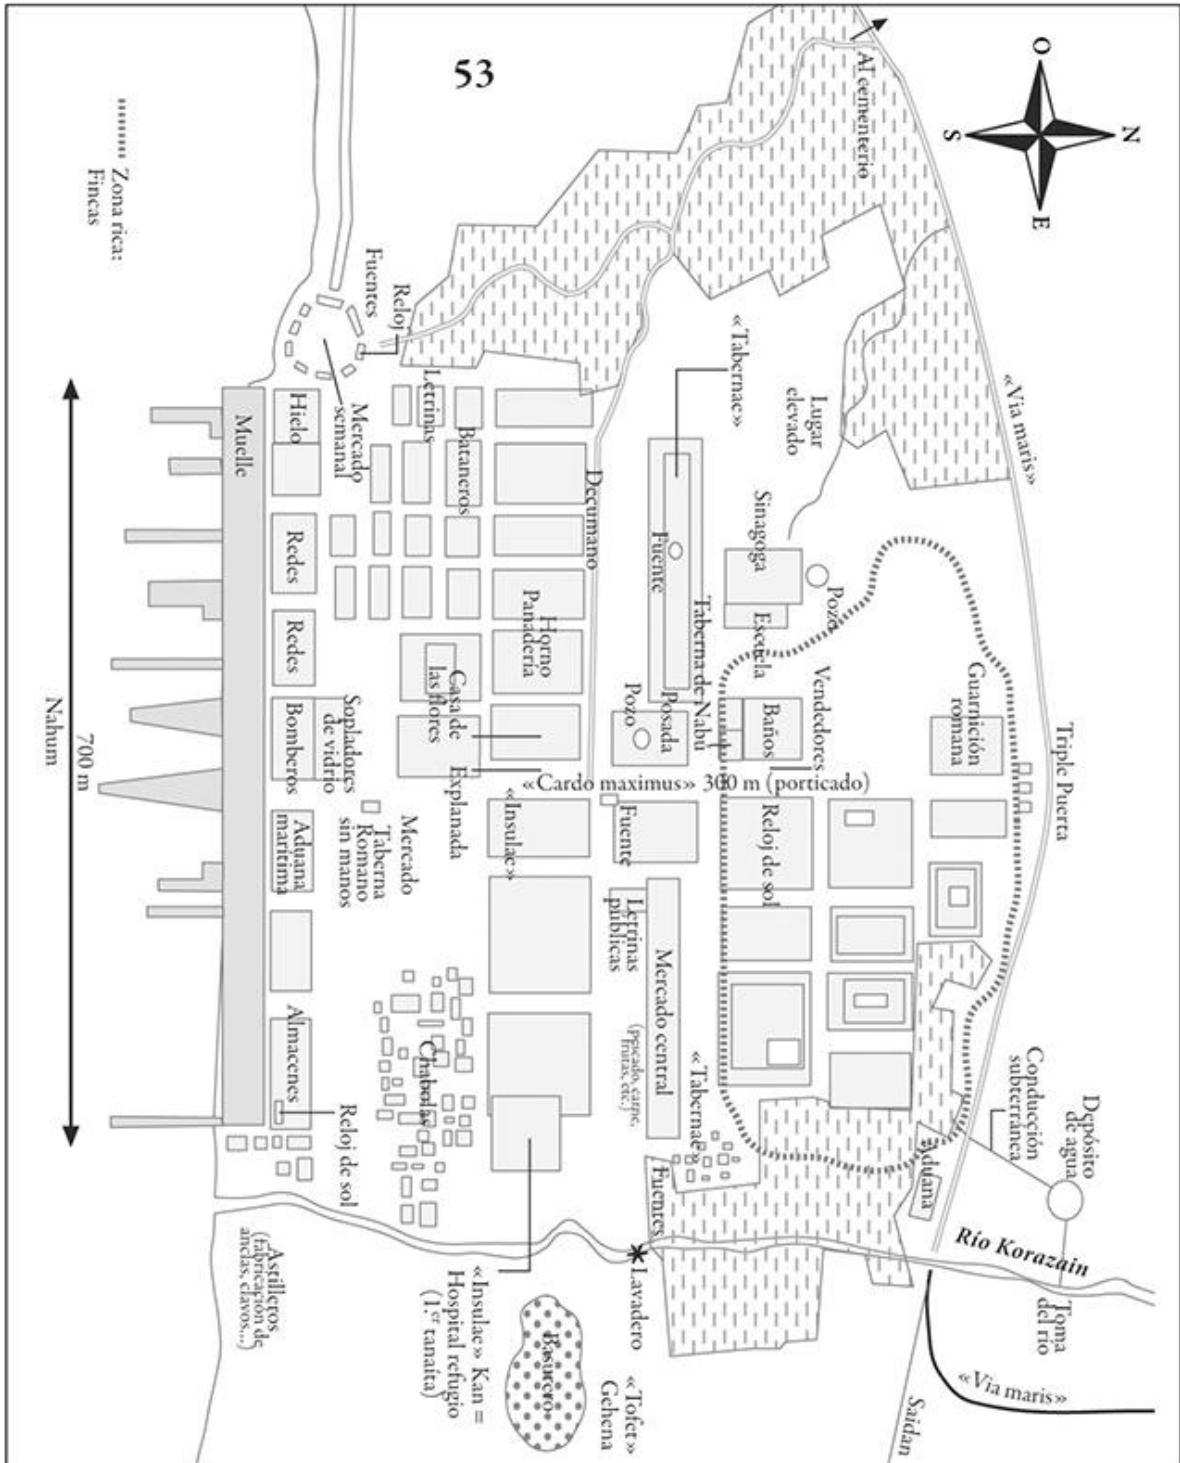 53
O
N
S
E
Al cementerio
Zona rica:
Fincas
Fuentes
Reloj
«Tabernae»
Lugar
elevado
«Via maris»
Muelle
Hielo
Mercado
semanal
Letrinas
Bataneros
Decumano
Fuente
Sinagoga
Pozo
Escuela
Redes
Redes
Horno
Panadería
Taberna de Nabú
Posada
Pozo
Baños
Vendedores
Guarnición
romana
Triple Puerta
Casa de
las flores
Bomberos
Sopladores
de vidrio
Explanada
«Cardo maximus» 300 m (porticado)
700 m
Nahum
Aduana
marítima
Taberna
Romano
sin manos
Mercado
«Insulae»
Fuente
Reloj de sol
Letrinas
públicas
Mercado central
(pescado, carne,
frutas, etc.)
«Tabernae»
Almacenes
Chabolas
Reloj de sol
Conducción
subterránea
Depósito
de agua
Aduana
Fuentes
Río Korazain
Lavadero
Toma
del río
Astilleros
(fabricación de
anclas, clavos...)
«Insulae» Kan =
Hospital refugio
(1.er tanaíta)
Basurero
«Tofet»
Gehena
«Via maris»
Saidan